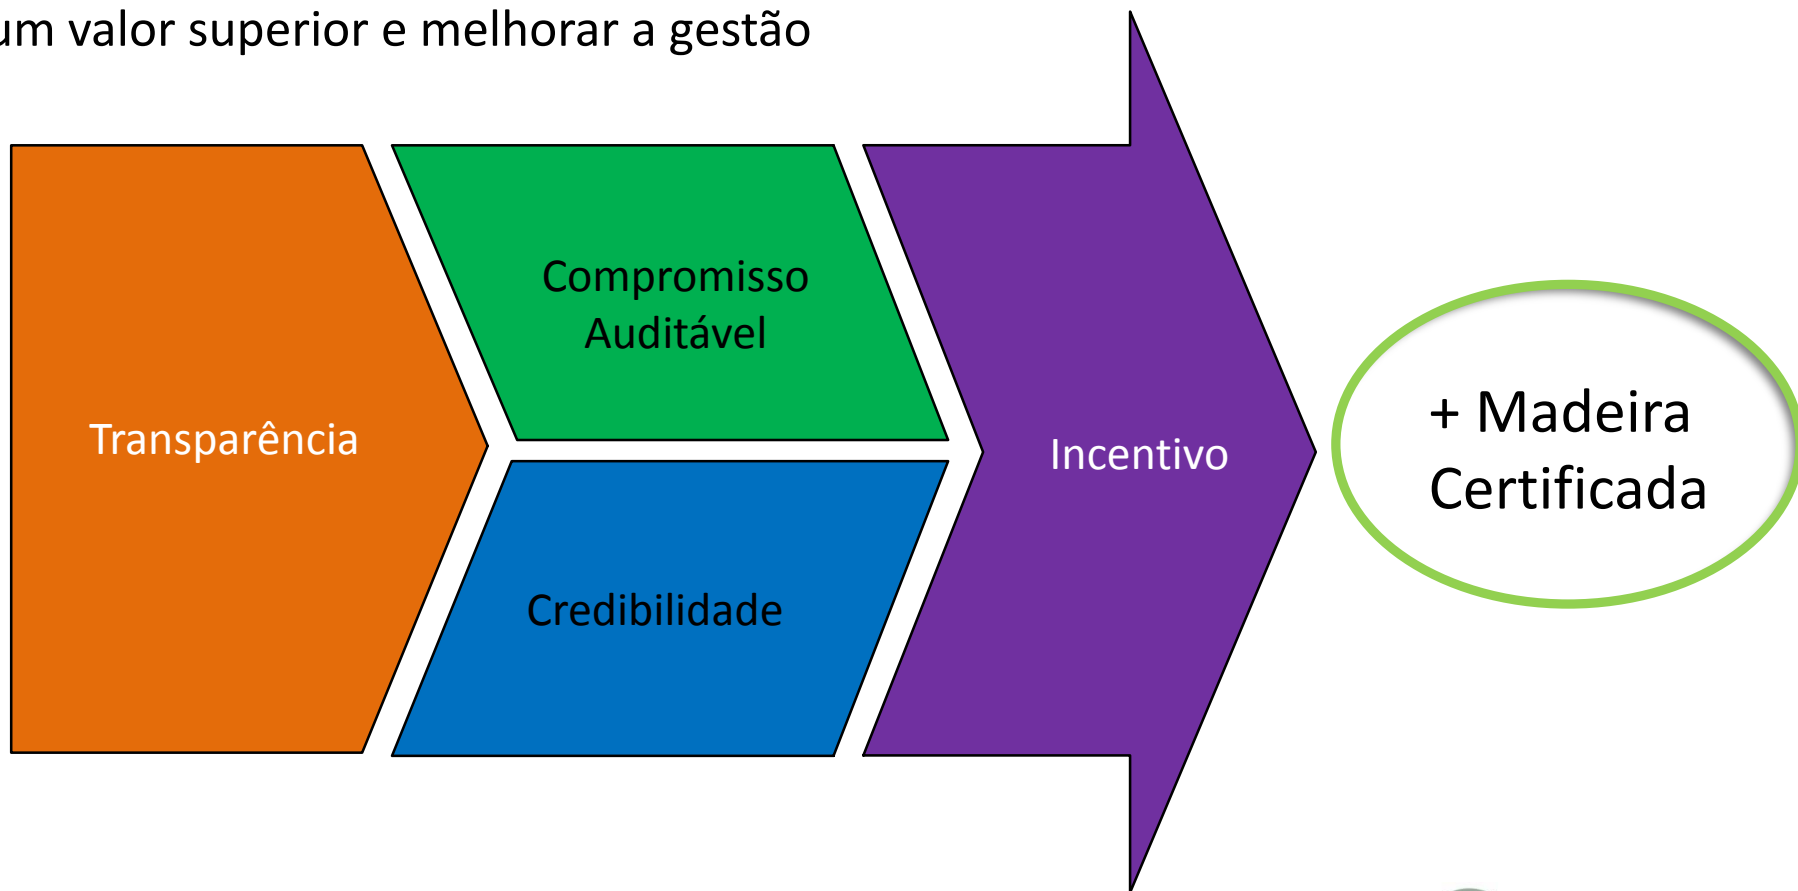 um valor superior e melhorar a gestão
Compromisso
Auditável
Transparência
Incentivo
+ Madeira
Certificada
Credibilidade